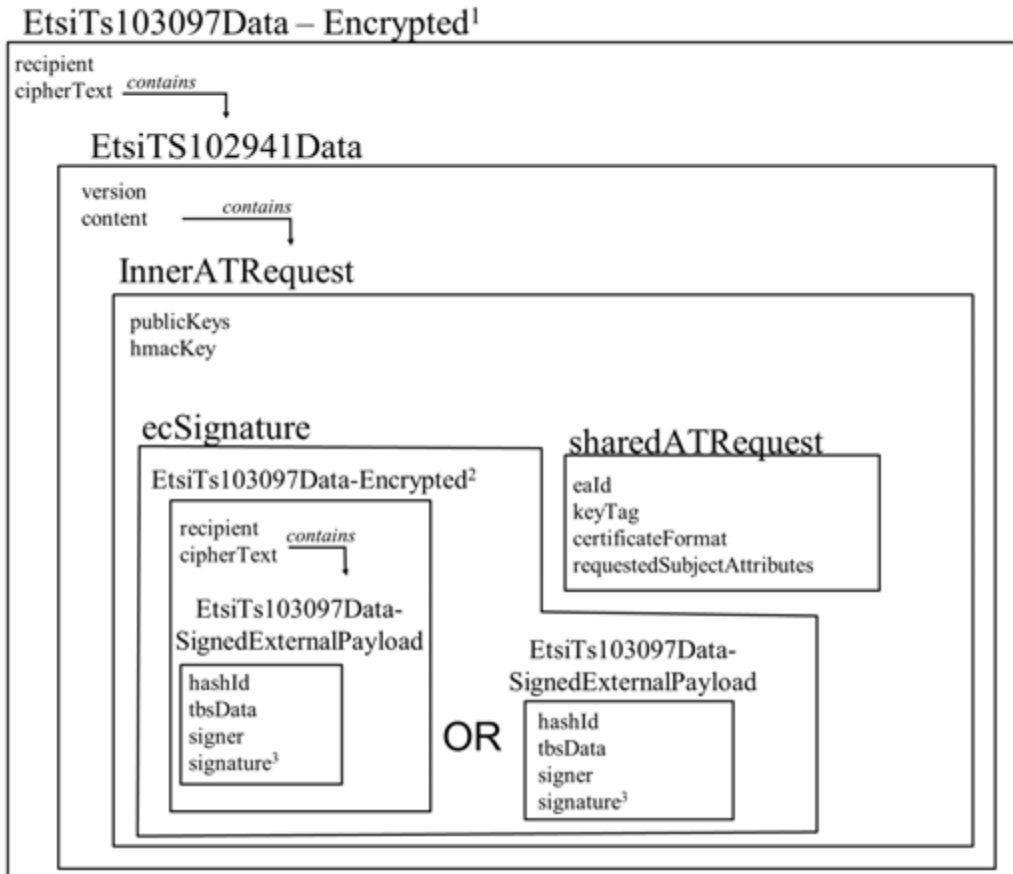 EtsiTs103097Data – Encrypted¹
recipient
cipherText contains
EtsiTS102941Data
version
content contains
InnerATRequest
publicKeys
hmacKey
ecSignature
EtsiTs103097Data-Encrypted²
recipient
cipherText contains
EtsiTs103097Data-
SignedExternalPayload
hashId
tbsData
signer
signature³
OR
EtsiTs103097Data-
SignedExternalPayload
hashId
tbsData
signer
signature³
sharedATRequest
eaId
keyTag
certificateFormat
requestedSubjectAttributes